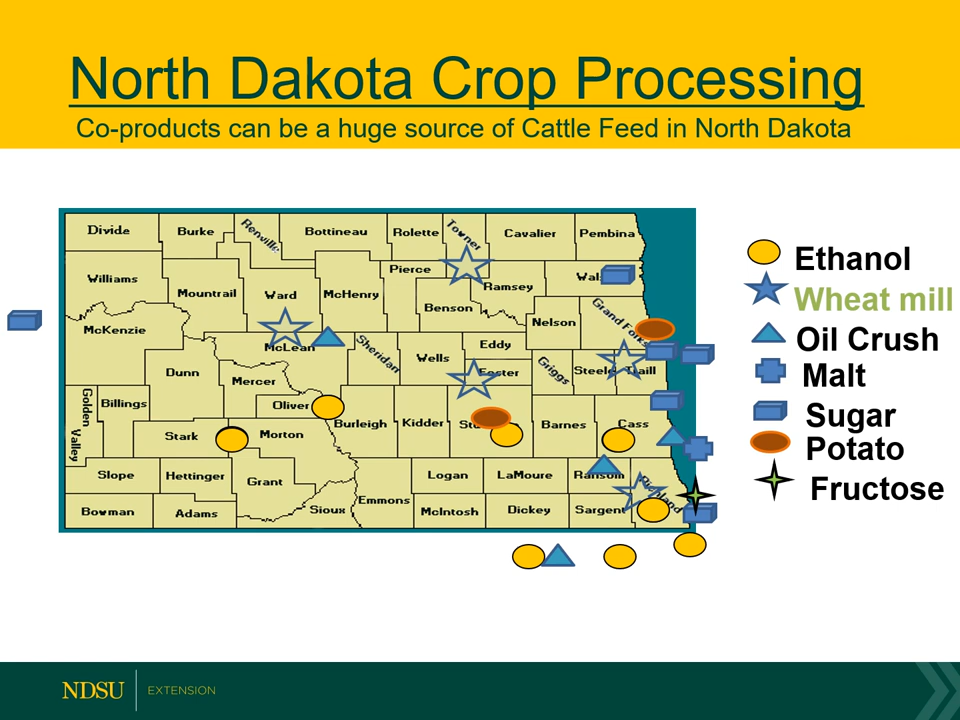 North Dakota Crop Processing
Co-products can be a huge source of Cattle Feed in North Dakota
Divide Burke Renville Bottineau Rolette Towner Cavalier Pembina
Williams Mountrail Ward McHenry Pierce Benson Ramsey
McKenzie McLean Sheridan Wells Eddy Nelson Grand Forks
Dunn Mercer Griggs Steele Traill
Golden Valley Billings Oliver Burleigh Kidder Barnes Cass
Stark Morton
Slope Hettinger Grant Emmons Logan LaMoure Ransom Richland
Bowman Adams Sioux McIntosh Dickey Sargent
Ethanol
Wheat mill
Oil Crush
Malt
Sugar
Potato
Fructose
NDSU EXTENSION